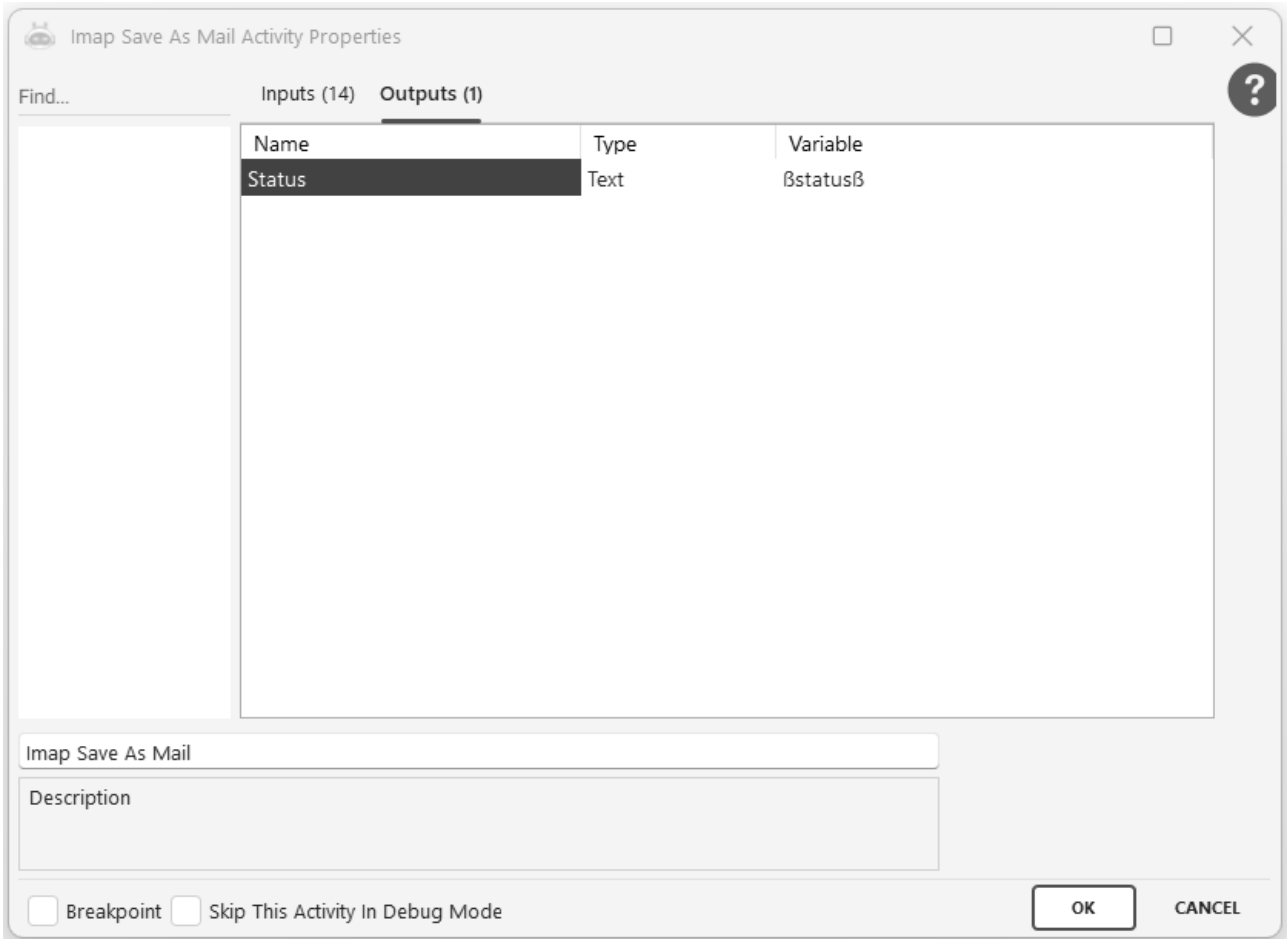 Imap Save As Mail Activity Properties
Find...
Inputs (14) Outputs (1)
?
Name Type Variable
Status Text ßstatusß
Imap Save As Mail
Description
Breakpoint Skip This Activity In Debug Mode OK CANCEL